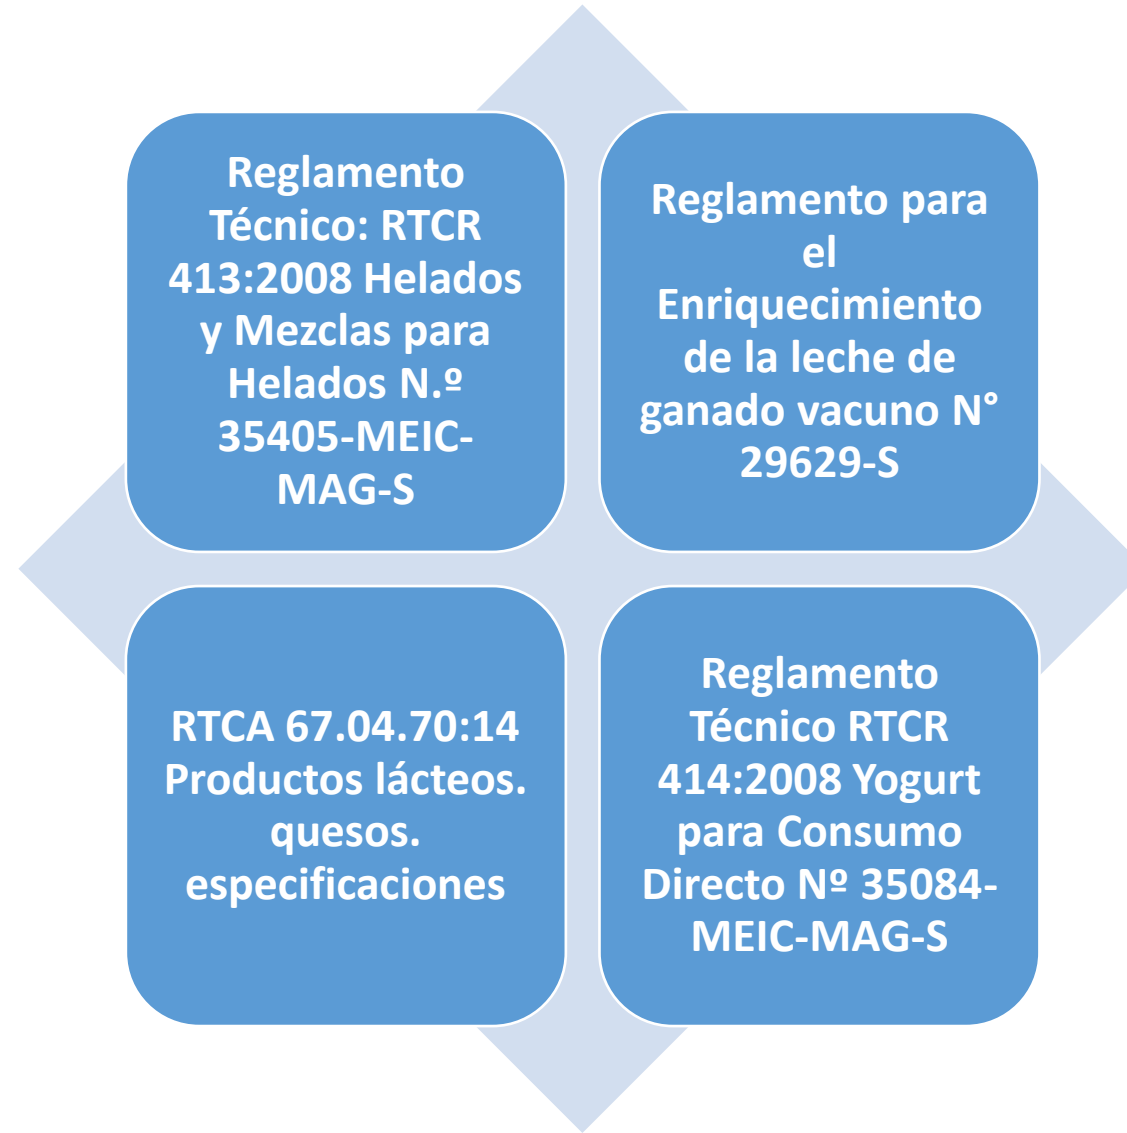 Reglamento
Técnico: RTCR
413:2008 Helados
y Mezclas para
Helados N.º
35405-MEIC-
MAG-S
Reglamento para
el
Enriquecimiento
de la leche de
ganado vacuno N°
29629-S
RTCA 67.04.70:14
Productos lácteos.
quesos.
especificaciones
Reglamento
Técnico RTCR
414:2008 Yogurt
para Consumo
Directo Nº 35084-
MEIC-MAG-S